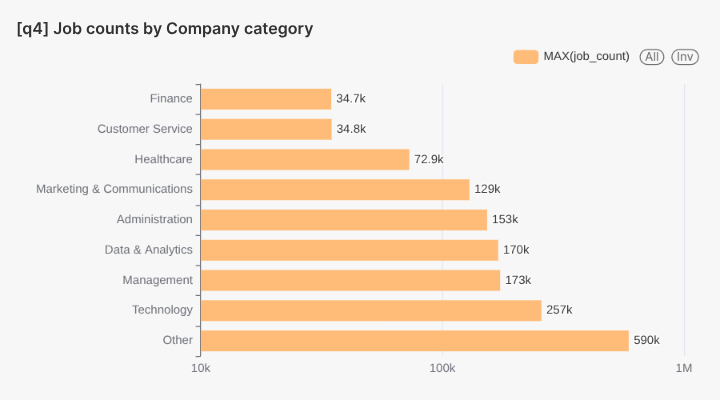 [q4] Job counts by Company category
MAX(job_count) All Inv
Finance 34.7k
Customer Service 34.8k
Healthcare 72.9k
Marketing & Communications 129k
Administration 153k
Data & Analytics 170k
Management 173k
Technology 257k
Other 590k
10k 100k 1M